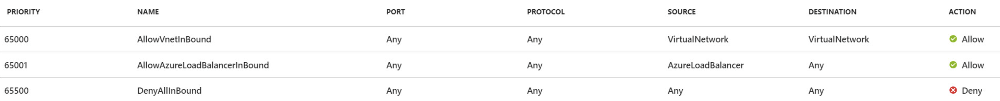 PRIORITY NAME PORT PROTOCOL SOURCE DESTINATION ACTION
65000 AllowVnetInBound Any Any VirtualNetwork VirtualNetwork Allow
65001 AllowAzureLoadBalancerInBound Any Any AzureLoadBalancer Any Allow
65500 DenyAllInBound Any Any Any Any Deny